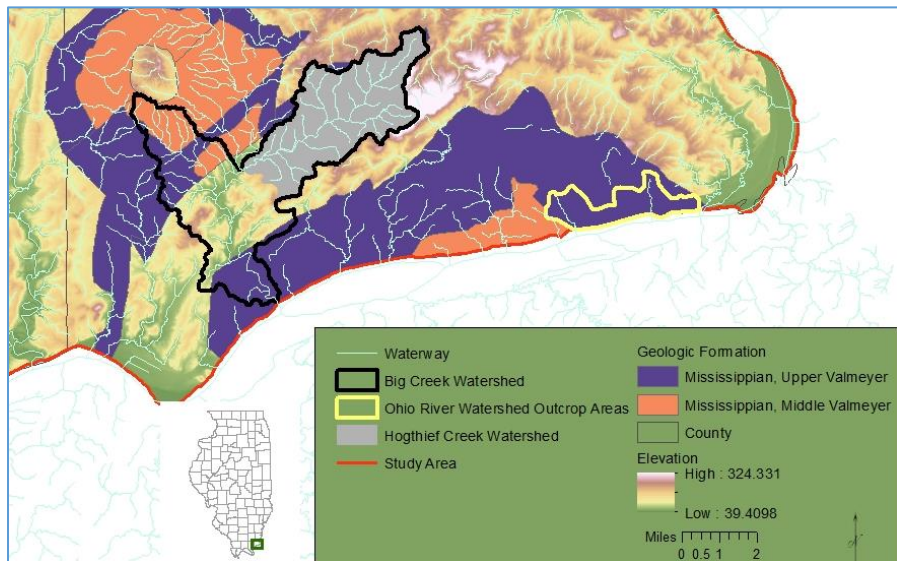 Waterway
Big Creek Watershed
Ohio River Watershed Outcrop Areas
Hogthief Creek Watershed
Study Area
Geologic Formation
Mississippian, Upper Valmeyer
Mississippian, Middle Valmeyer
County
Elevation
High : 324.331
Low : 39.4098
Miles
0 0.5 1 2